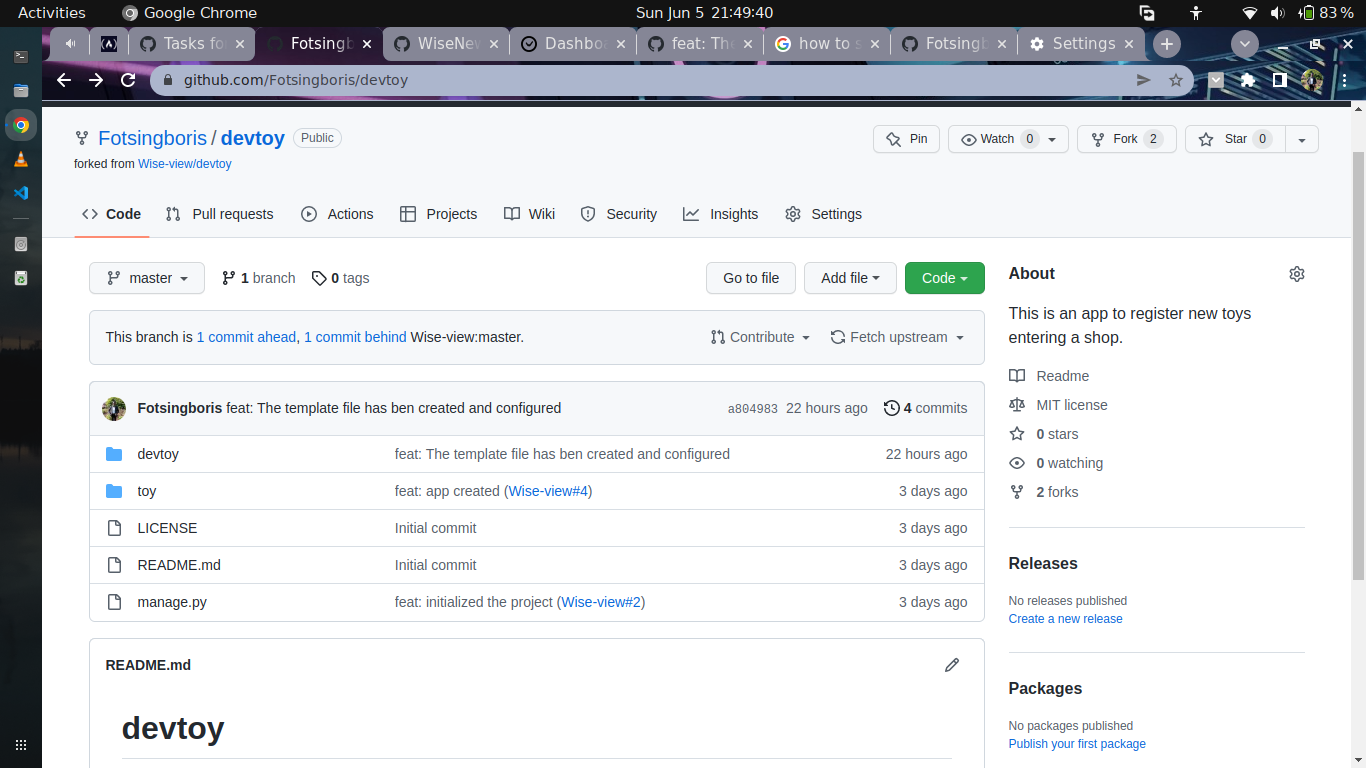 Activities Google Chrome Sun Jun 5 21:49:40 83 %
Tasks fo Fotsingb WiseNew Dashboa feat: The how to s Fotsingb Settings
github.com/Fotsingboris/devtoy
Fotsingboris / devtoy Public
Pin Watch 0 Fork 2 Star 0
forked from Wise-view/devtoy
Code Pull requests Actions Projects Wiki Security Insights Settings
master 1 branch 0 tags Go to file Add file Code
This branch is 1 commit ahead, 1 commit behind Wise-view:master. Contribute Fetch upstream
Fotsingboris feat: The template file has ben created and configured a804983 22 hours ago 4 commits
devtoy feat: The template file has ben created and configured 22 hours ago
toy feat: app created (Wise-view#4) 3 days ago
LICENSE Initial commit 3 days ago
README.md Initial commit 3 days ago
manage.py feat: initialized the project (Wise-view#2) 3 days ago
README.md
devtoy
About
This is an app to register new toys
entering a shop.
Readme
MIT license
0 stars
0 watching
2 forks
Releases
No releases published
Create a new release
Packages
No packages published
Publish your first package